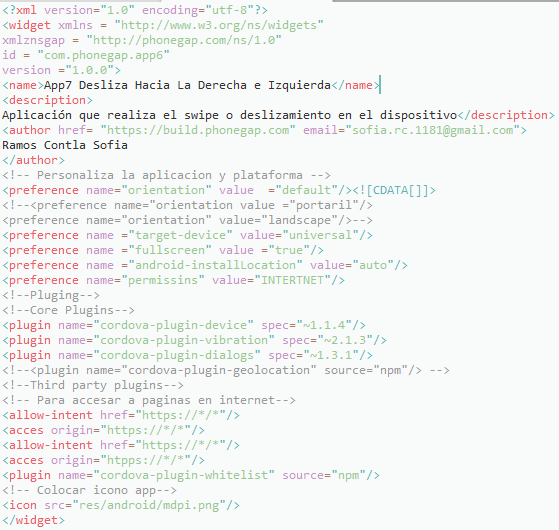 <?xml version="1.0" encoding="utf-8"?>
<widget xmlns = "http://www.w3.org/ns/widgets"
xmlznsgap = "http://phonegap.com/ns/1.0"
id = "com.phonegap.app6"
version =1.0.0">
<name>App7 Desliza Hacia La Derecha e Izquierda</name>
<description>
Aplicación que realiza el swipe o deslizamiento en el dispositivo</description>
<author href= "https://build.phonegap.com" email="sofia.rc.1181@gmail.com">
Ramos Contla Sofia
</author>
<!-- Personaliza la aplicacion y plataforma -->
<preference name="orientation" value  ="default"/><![CDATA[]]>
<!--<preference name="orientation value ="portaril"/>
<preference name="orientation" value="landscape"/>-->
<preference name ="target-device" value="universal"/>
<preference name ="fullscreen" value ="true"/>
<preference name ="android-installLocation" value="auto"/>
<preference name="permissins" value="INTERTNET"/>
<!--Pluging-->
<!--Core Plugins-->
<plugin name="cordova-plugin-device" spec="~1.1.4"/>
<plugin name="cordova-plugin-vibration" spec="~2.1.3"/>
<plugin name="cordova-plugin-dialogs" spec="~1.3.1"/>
<!--<plugin name="cordova-plugin-geolocation" source="npm"/> -->
<!--Third party plugins-->
<!-- Para accesar a paginas en internet-->
<allow-intent href="https://*/*"/>
<acces origin="https://*/*"/>
<allow-intent href="https://*/*"/>
<acces origin="htpps://*/*"/>
<plugin name="cordova-plugin-whitelist" source="npm"/>
<!-- Colocar icono app-->
<icon src="res/android/mdpi.png"/>
</widget>